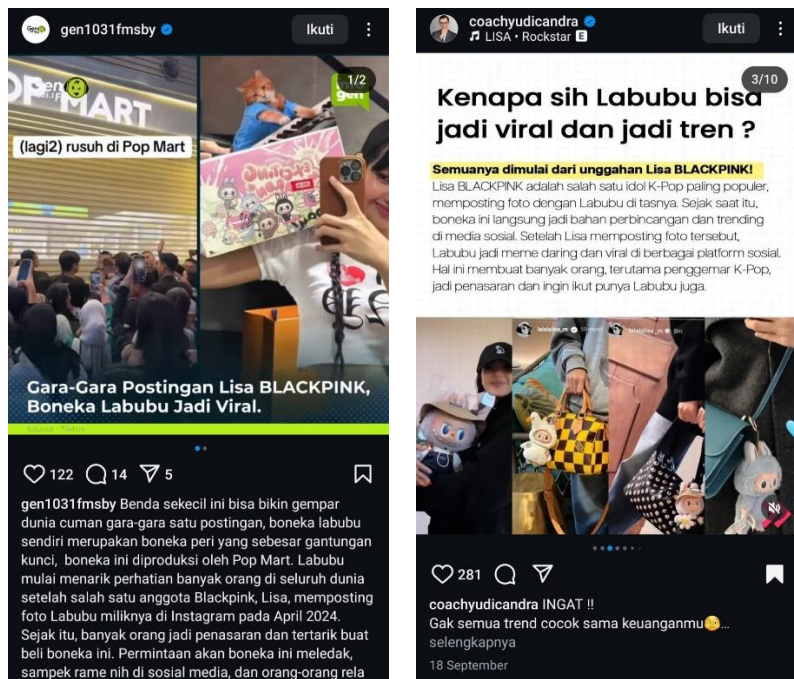 gen1031fmsby
Ikuti
1/2
POP MART
gen
(lagi2) rusuh di Pop Mart
Gara-Gara Postingan Lisa BLACKPINK,
Boneka Labubu Jadi Viral.
Source : Tiktok
122 14 5
gen1031fmsby Benda sekecil ini bisa bikin gempar
dunia cuman gara-gara satu postingan, boneka labubu
sendiri merupakan boneka peri yang sebesar gantungan
kunci, boneka ini diproduksi oleh Pop Mart. Labubu
mulai menarik perhatian banyak orang di seluruh dunia
setelah salah satu anggota Blackpink, Lisa, memposting
foto Labubu miliknya di Instagram pada April 2024.
Sejak itu, banyak orang jadi penasaran dan tertarik buat
beli boneka ini. Permintaan akan boneka ini meledak,
sampek rame nih di sosial media, dan orang-orang rela
coachyudicandra
LISA • Rockstar E
Ikuti
3/10
Kenapa sih Labubu bisa
jadi viral dan jadi tren ?
Semuanya dimulai dari unggahan Lisa BLACKPINK!
Lisa BLACKPINK adalah salah satu idol K-Pop paling populer,
memposting foto dengan Labubu di tasnya. Sejak saat itu,
boneka ini langsung jadi bahan perbincangan dan trending
di media sosial. Setelah Lisa memposting foto tersebut,
Labubu jadi meme daring dan viral di berbagai platform sosial.
Hal ini membuat banyak orang, terutama penggemar K-Pop,
jadi penasaran dan ingin ikut punya Labubu juga.
lalalalisa_m
lalalalisa_m
281
coachyudicandra INGAT !!
Gak semua trend cocok sama keuanganmu🫣...
selengkapnya
18 September